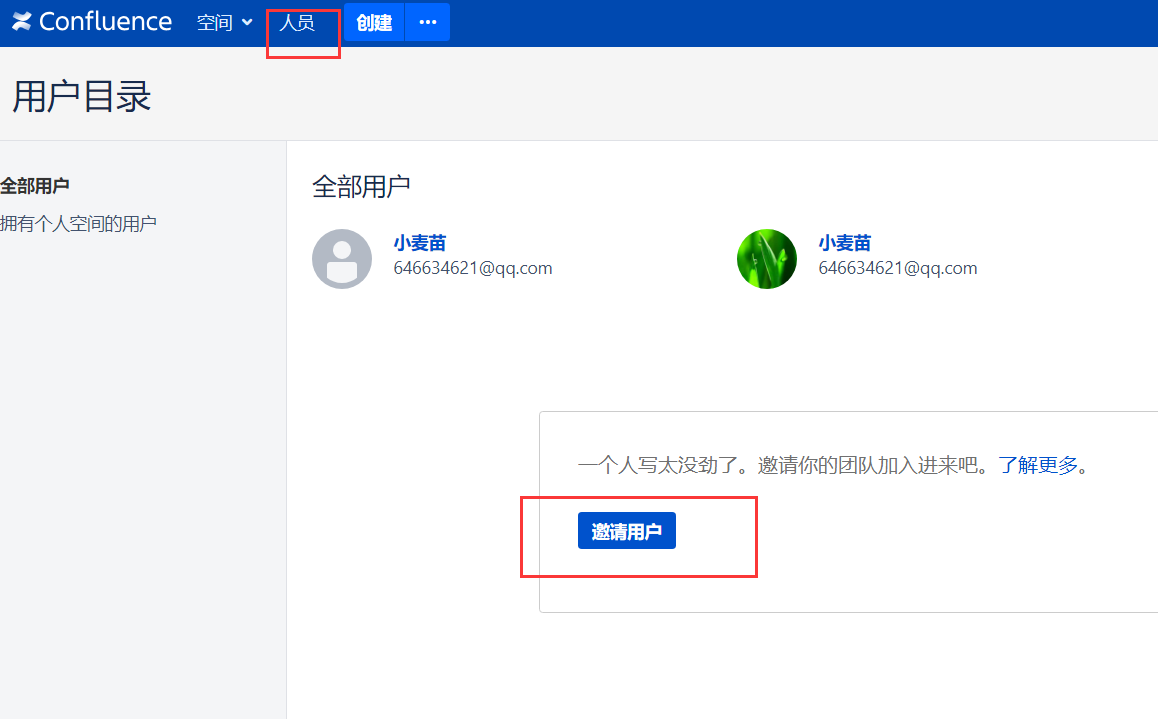 Confluence 空间 人员 创建 ···
用户目录
全部用户
拥有个人空间的用户
全部用户
小麦苗
646634621@qq.com
小麦苗
646634621@qq.com
一个人写太没劲了。邀请你的团队加入进来吧。了解更多。
邀请用户